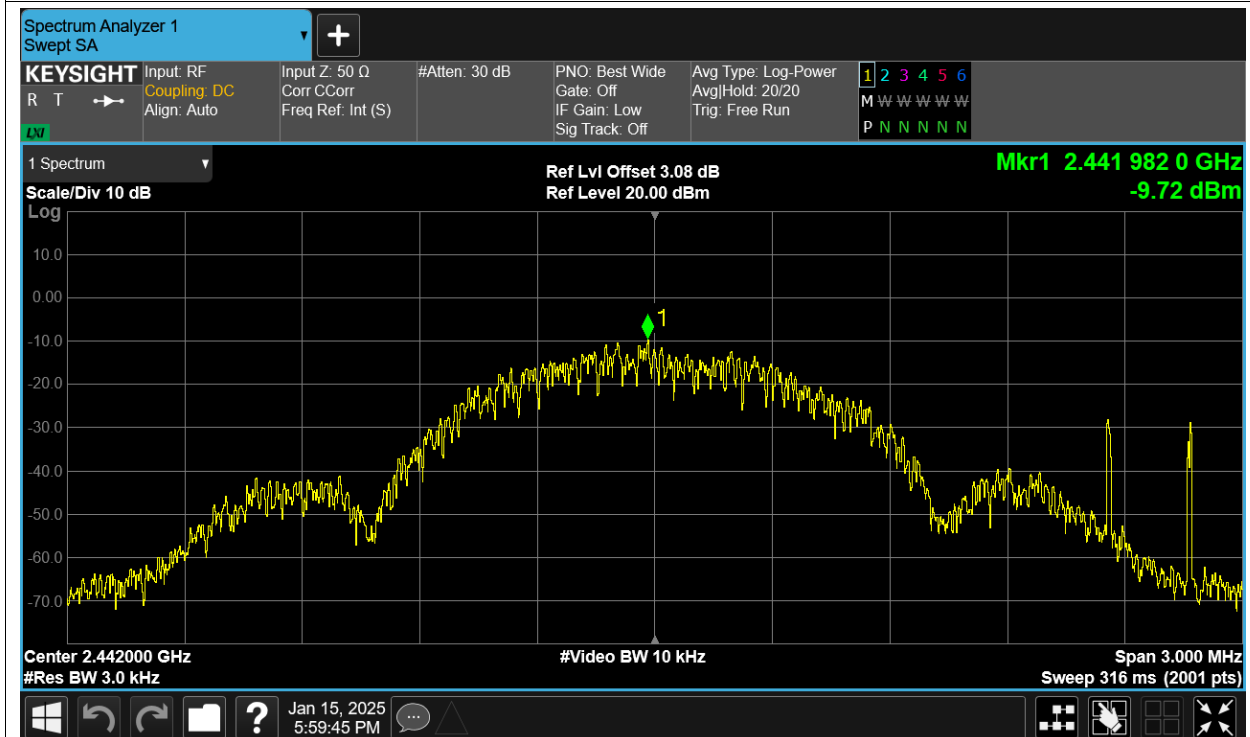 Spectrum Analyzer 1
Swept SA
+
KEYSIGHT
R T
LXI
Input: RF
Coupling: DC
Align: Auto
Input Z: 50 Ω
Corr CCorr
Freq Ref: Int (S)
#Atten: 30 dB
PNO: Best Wide
Gate: Off
IF Gain: Low
Sig Track: Off
Avg Type: Log-Power
Avg|Hold: 20/20
Trig: Free Run
1 2 3 4 5 6
M W W W W W
P N N N N N
1 Spectrum
Scale/Div 10 dB
Log
Ref Lvl Offset 3.08 dB
Ref Level 20.00 dBm
Mkr1 2.441 982 0 GHz
-9.72 dBm
10.0
0.00
-10.0
-20.0
-30.0
-40.0
-50.0
-60.0
-70.0
1
Center 2.442000 GHz
#Res BW 3.0 kHz
#Video BW 10 kHz
Span 3.000 MHz
Sweep 316 ms (2001 pts)
?
Jan 15, 2025
5:59:45 PM